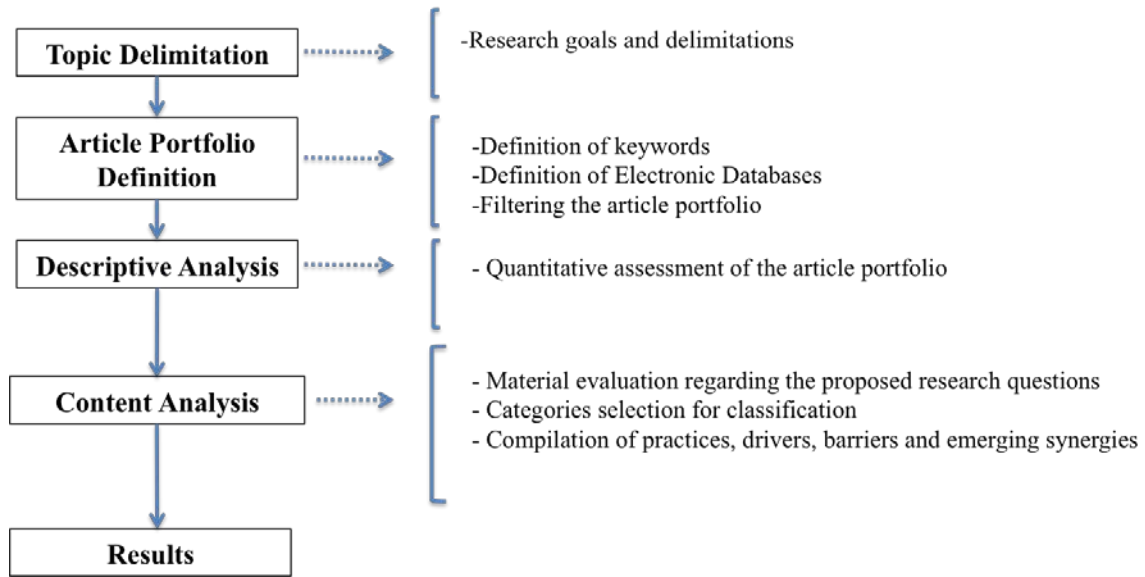 Topic Delimitation
-Research goals and delimitations
Article Portfolio
Definition
-Definition of keywords
-Definition of Electronic Databases
-Filtering the article portfolio
Descriptive Analysis
- Quantitative assessment of the article portfolio
Content Analysis
- Material evaluation regarding the proposed research questions
- Categories selection for classification
- Compilation of practices, drivers, barriers and emerging synergies
Results